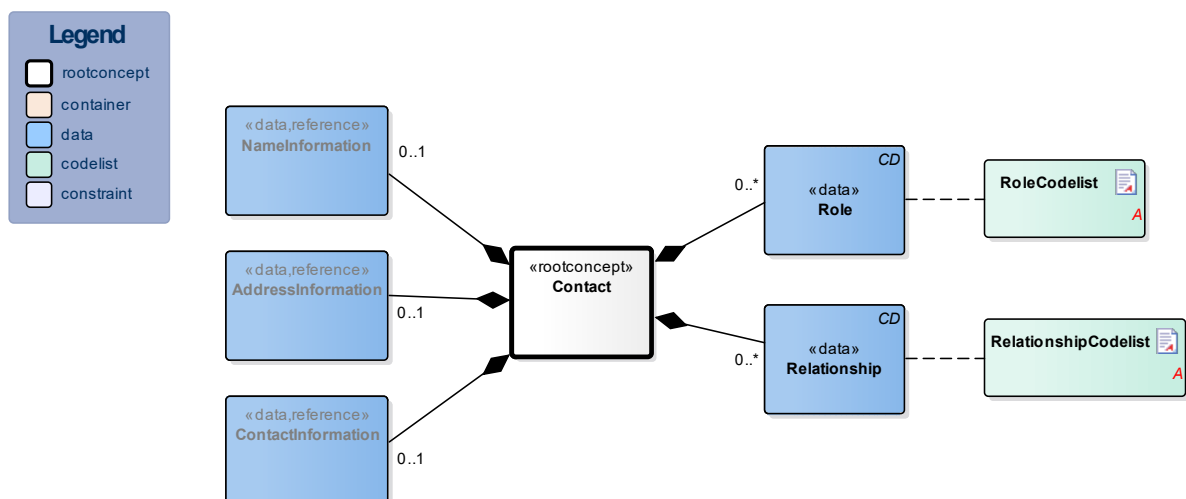 Legend
rootconcept
container
data
codelist
constraint
«data,reference»
NameInformation
0..1
«data,reference»
AddressInformation
0..1
«data,reference»
ContactInformation
0..1
«rootconcept»
Contact
0..*
CD
«data»
Role
RoleCodelist
A
0..*
CD
«data»
Relationship
RelationshipCodelist
A